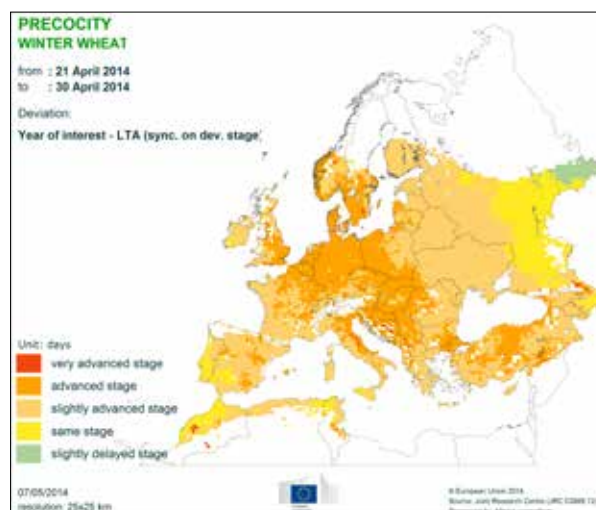 PRECOCITY
WINTER WHEAT
from : 21 April 2014
to : 30 April 2014
Deviation:
Year of interest - LTA (sync. on dev. stage)
Unit: days
very advanced stage
advanced stage
slightly advanced stage
same stage
slightly delayed stage
07/05/2014
resolution: 25x25 km
© European Union 2014
Source: Joint Research Centre